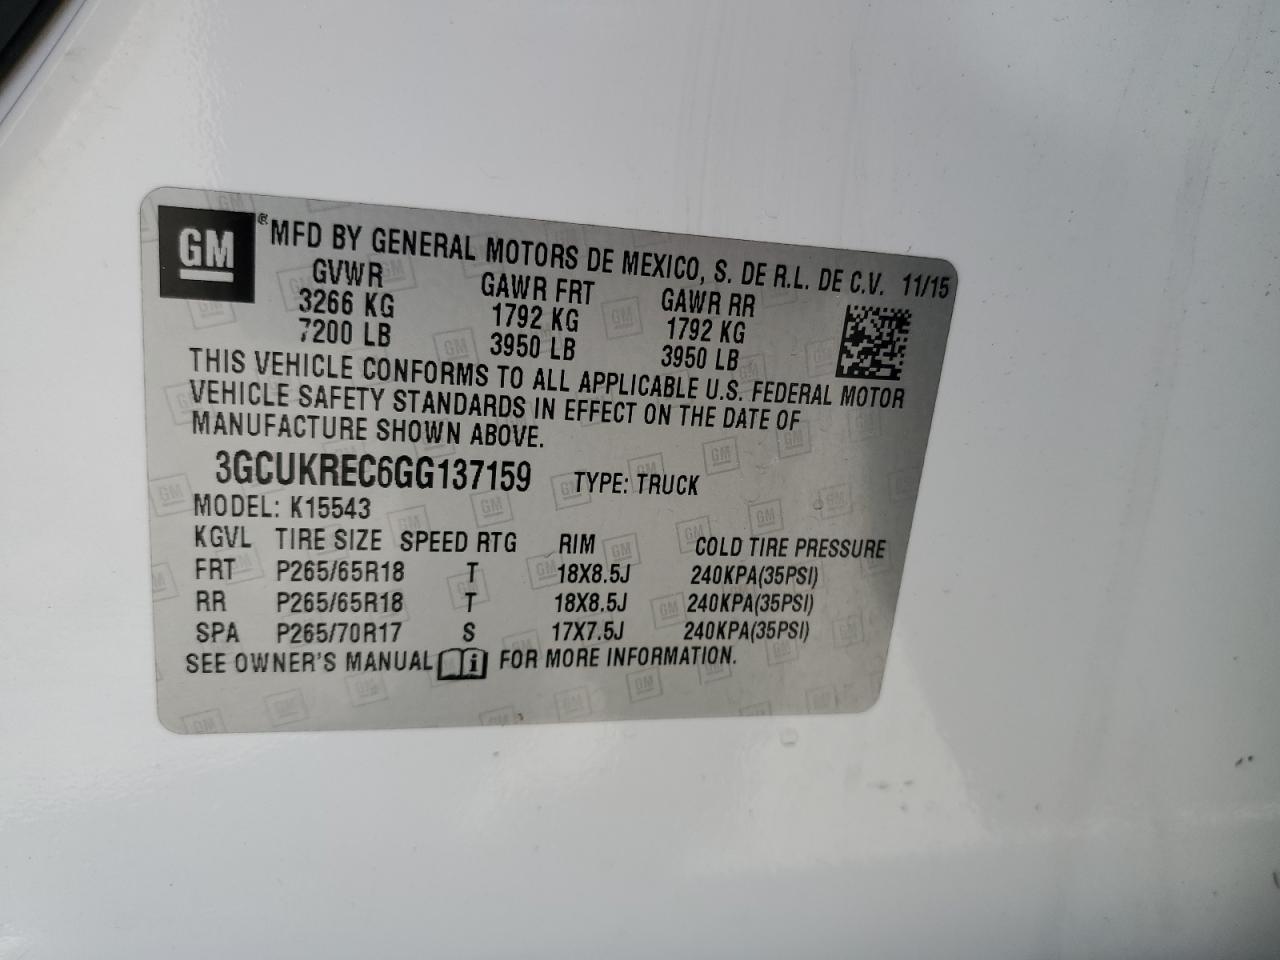 GM ® MFD BY GENERAL MOTORS DE MEXICO, S. DE R.L. DE C.V. 11/15
GVWR GAWR FRT GAWR RR
3266 KG 1792 KG 1792 KG
7200 LB 3950 LB 3950 LB
THIS VEHICLE CONFORMS TO ALL APPLICABLE U.S. FEDERAL MOTOR
VEHICLE SAFETY STANDARDS IN EFFECT ON THE DATE OF
MANUFACTURE SHOWN ABOVE.
3GCUKREC6GG137159 TYPE: TRUCK
MODEL: K15543
KGVL TIRE SIZE SPEED RTG RIM COLD TIRE PRESSURE
FRT P265/65R18 T 18X8.5J 240KPA(35PSI)
RR P265/65R18 T 18X8.5J 240KPA(35PSI)
SPA P265/70R17 S 17X7.5J 240KPA(35PSI)
SEE OWNER'S MANUAL i FOR MORE INFORMATION.